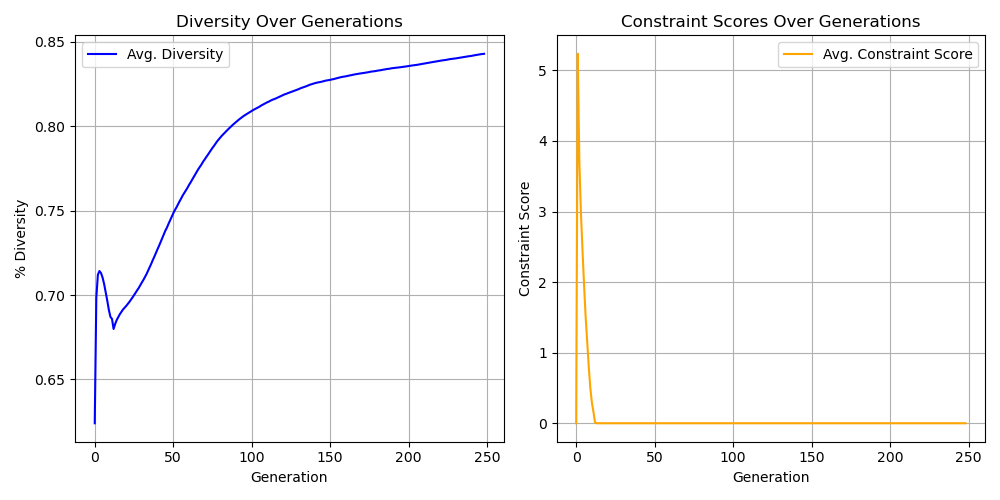 Diversity Over Generations
Avg. Diversity
% Diversity
0.85
0.80
0.75
0.70
0.65
0 50 100 150 200 250
Generation
Constraint Scores Over Generations
Avg. Constraint Score
Constraint Score
5
4
3
2
1
0
0 50 100 150 200 250
Generation